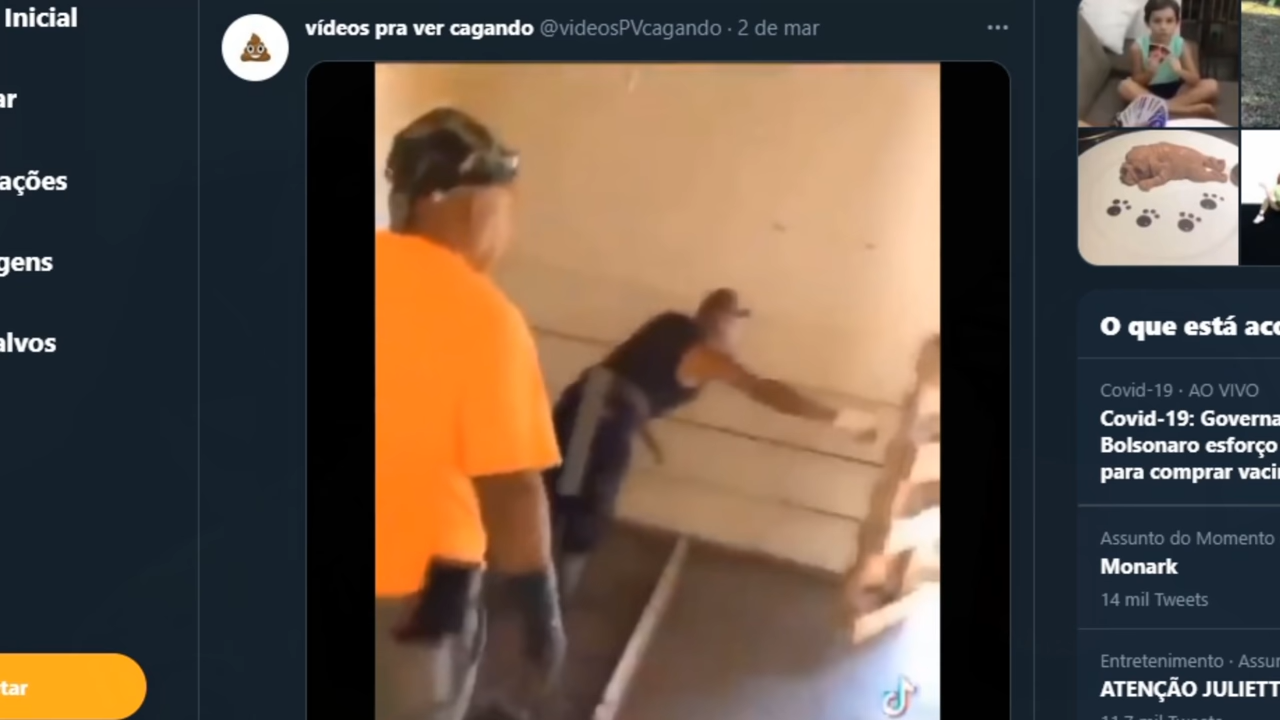 Inicial
ar
ações
gens
alvos
tar
vídeos pra ver cagando @videosPVcagando · 2 de mar
O que está aco
Covid-19 · AO VIVO
Covid-19: Governa
Bolsonaro esforço
para comprar vaci
Assunto do Momento
Monark
14 mil Tweets
Entretenimento · Assun
ATENÇÃO JULIETT